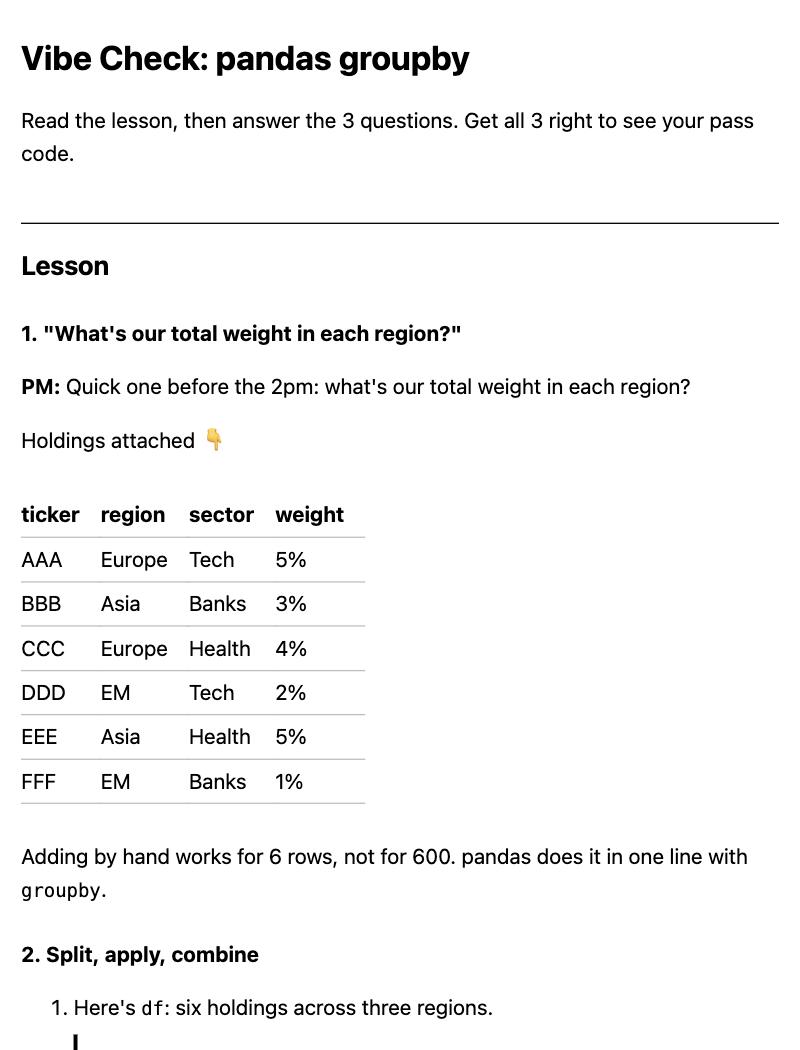 Vibe Check: pandas groupby
Read the lesson, then answer the 3 questions. Get all 3 right to see your pass
code.
Lesson
1. "What's our total weight in each region?"
PM: Quick one before the 2pm: what's our total weight in each region?
Holdings attached 👇
ticker region sector weight
AAA Europe Tech 5%
BBB Asia Banks 3%
CCC Europe Health 4%
DDD EM Tech 2%
EEE Asia Health 5%
FFF EM Banks 1%
Adding by hand works for 6 rows, not for 600. pandas does it in one line with
groupby.
2. Split, apply, combine
1. Here's df: six holdings across three regions.